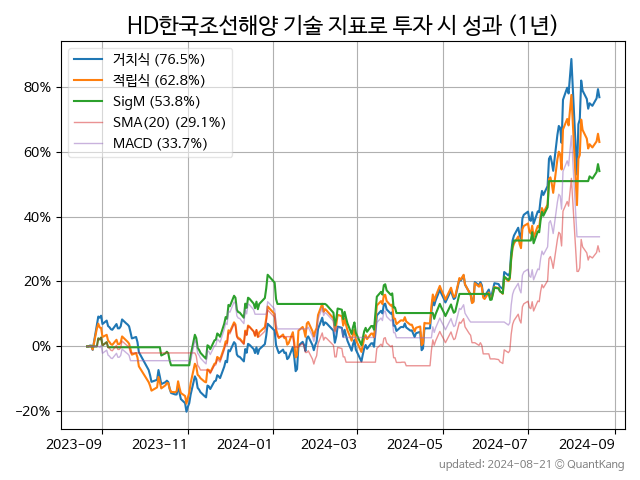 HD한국조선해양 기술 지표로 투자 시 성과 (1년)
거치식 (76.5%)
적립식 (62.8%)
SigM (53.8%)
SMA(20) (29.1%)
MACD (33.7%)
80%
60%
40%
20%
0%
−20%
2023-09 2023-11 2024-01 2024-03 2024-05 2024-07 2024-09
updated: 2024-08-21 © QuantKang